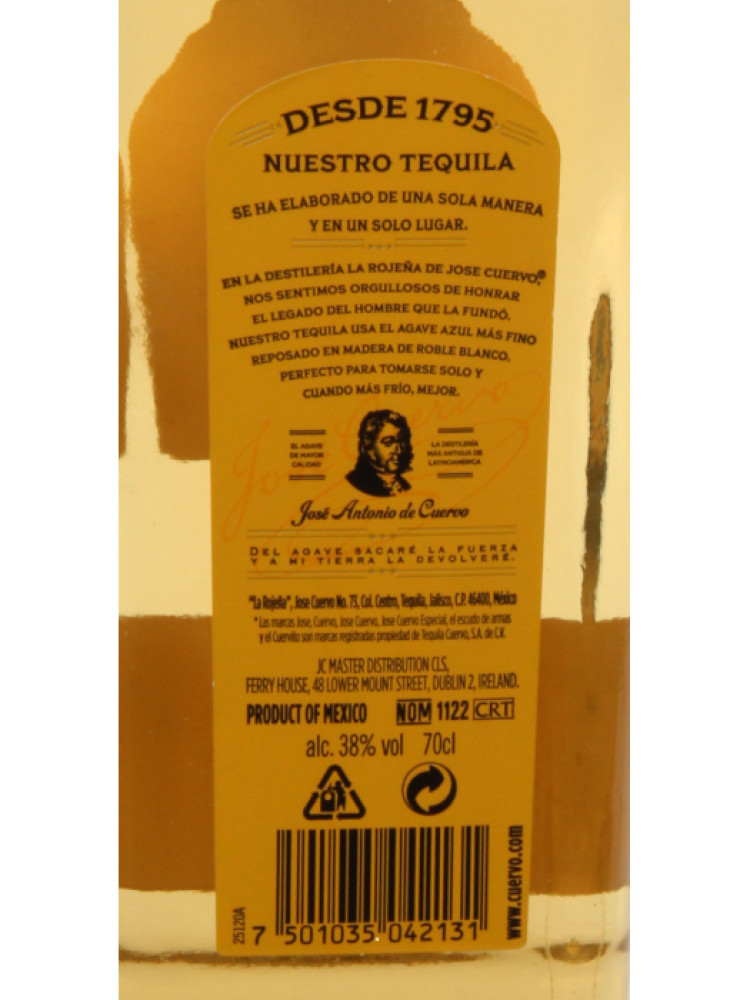 DESDE 1795
NUESTRO TEQUILA
SE HA ELABORADO DE UNA SOLA MANERA
Y EN UN SOLO LUGAR.
EN LA DESTILERÍA LA ROJEÑA DE JOSE CUERVO,®
NOS SENTIMOS ORGULLOSOS DE HONRAR
EL LEGADO DEL HOMBRE QUE LA FUNDÓ.
NUESTRO TEQUILA USA EL AGAVE AZUL MÁS FINO
REPOSADO EN MADERA DE ROBLE BLANCO,
PERFECTO PARA TOMARSE SOLO Y
CUANDO MÁS FRÍO, MEJOR.
Jose Cuervo
EL AGAVE
DE MAYOR
CALIDAD
LA DESTILERÍA
MÁS ANTIGUA DE
LATINOAMÉRICA
José Antonio de Cuervo
DEL AGAVE SACARÉ LA FUERZA
Y A MI TIERRA LA DEVOLVERÉ.
"La Rojeña", Jose Cuervo No. 73, Col. Centro, Tequila, Jalisco, C.P. 46400, México
* Las marcas Jose, Cuervo, Jose Cuervo, Jose Cuervo Especial, el escudo de armas
y el Cuervito son marcas registradas propiedad de Tequila Cuervo, S.A. de C.V.
JC MASTER DISTRIBUTION CLS,
FERRY HOUSE, 48 LOWER MOUNT STREET, DUBLIN 2, IRELAND.
PRODUCT OF MEXICO NOM 1122 CRT
alc. 38% vol 70cl
25120A
7 501035 042131
www.cuervo.com